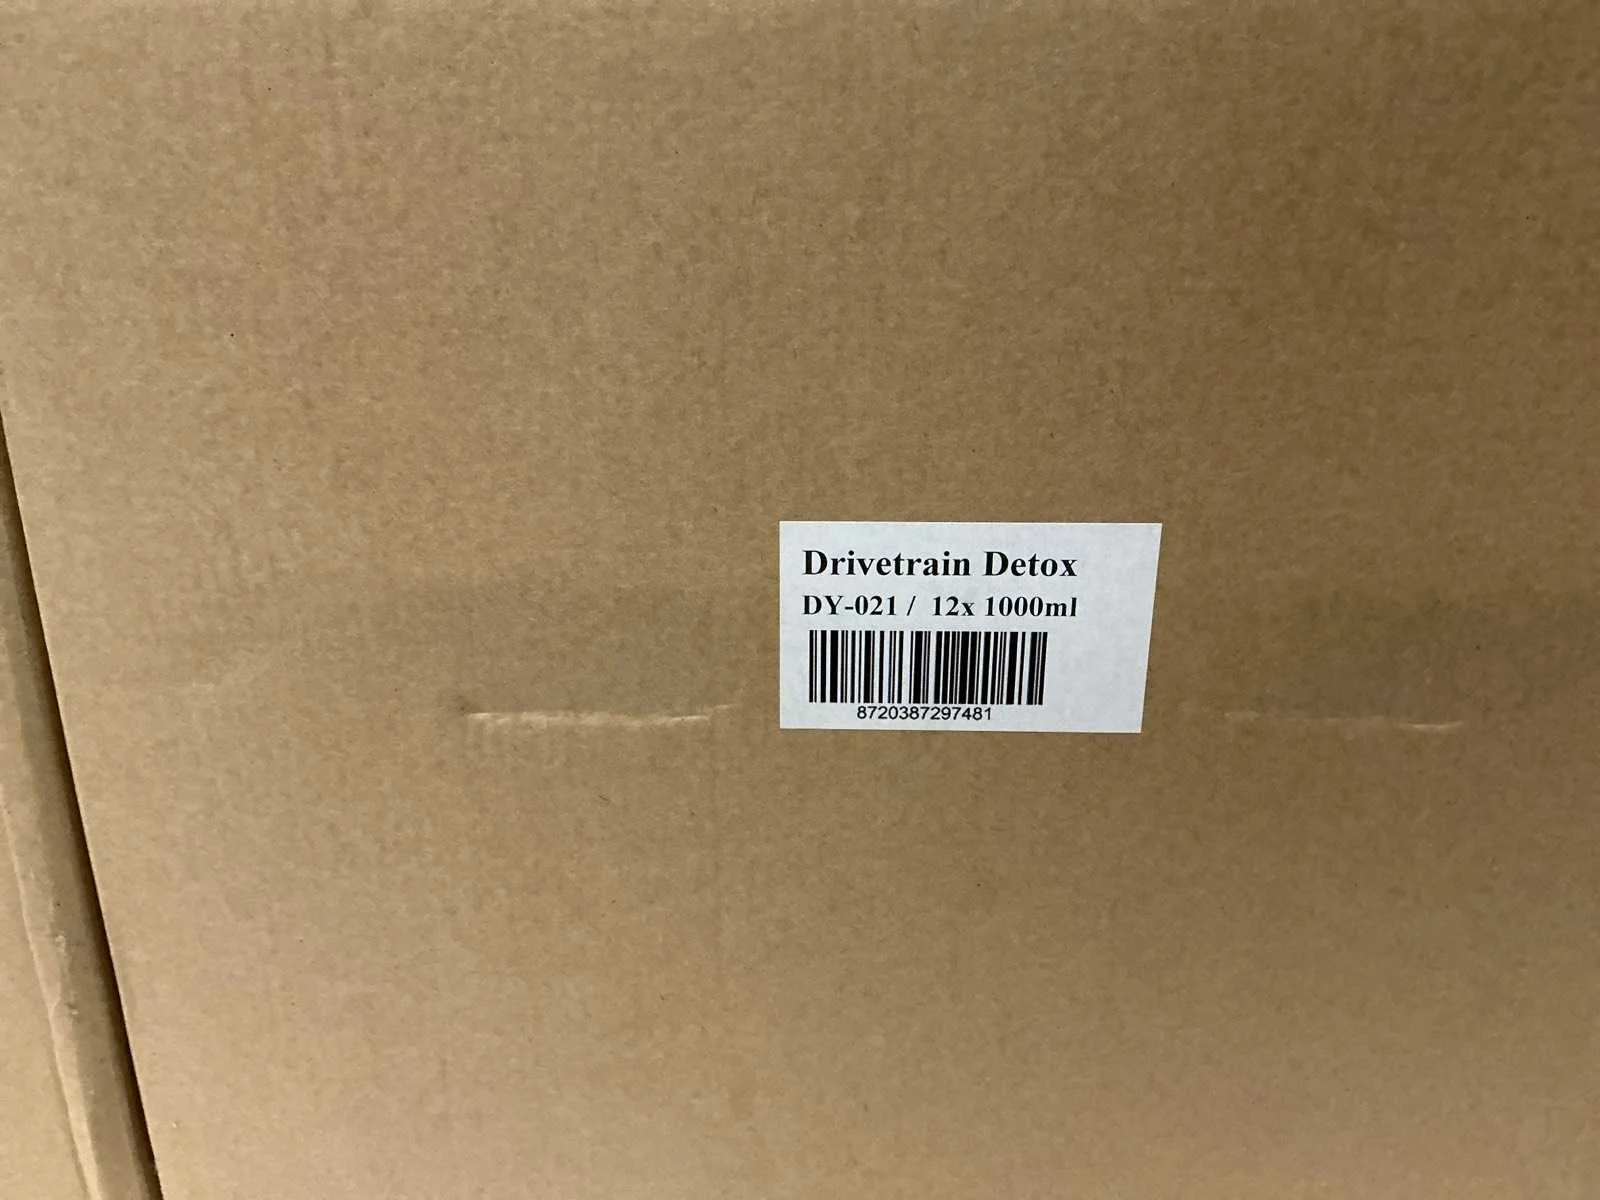 Drivetrain Detox
DY-021 / 12x 1000ml
8720387297481